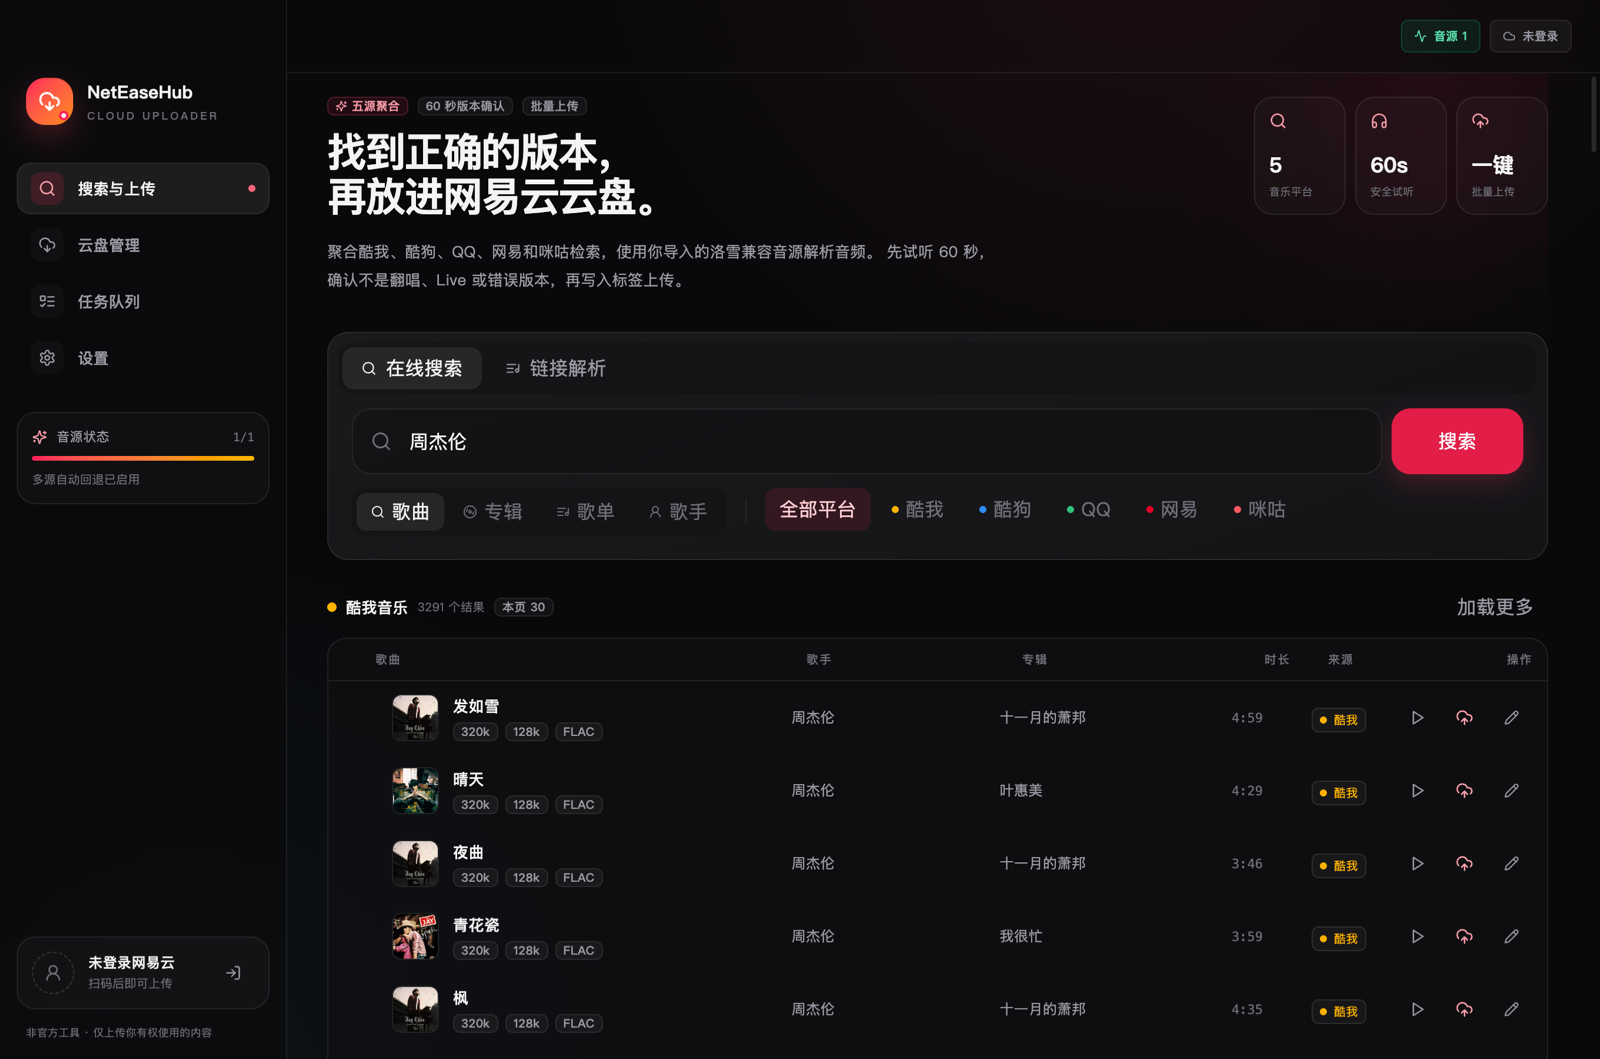 音源 1
未登录
NetEaseHub
CLOUD UPLOADER
搜索与上传
云盘管理
任务队列
设置
音源状态 1/1
多源自动回退已启用
未登录网易云
扫码后即可上传
非官方工具 · 仅上传你有权使用的内容
五源聚合 60 秒版本确认 批量上传
找到正确的版本，
再放进网易云云盘。
聚合酷我、酷狗、QQ、网易和咪咕检索，使用你导入的洛雪兼容音源解析音频。 先试听 60 秒，
确认不是翻唱、Live 或错误版本，再写入标签上传。
5
音乐平台
60s
安全试听
一键
批量上传
在线搜索 链接解析
周杰伦 搜索
歌曲 专辑 歌单 歌手 全部平台 酷我 酷狗 QQ 网易 咪咕
酷我音乐 3291 个结果 本页 30 加载更多
歌曲 歌手 专辑 时长 来源 操作
发如雪
320k 128k FLAC
周杰伦 十一月的萧邦 4:59 酷我
晴天
320k 128k FLAC
周杰伦 叶惠美 4:29 酷我
夜曲
320k 128k FLAC
周杰伦 十一月的萧邦 3:46 酷我
青花瓷
320k 128k FLAC
周杰伦 我很忙 3:59 酷我
枫
320k 128k FLAC
周杰伦 十一月的萧邦 4:35 酷我